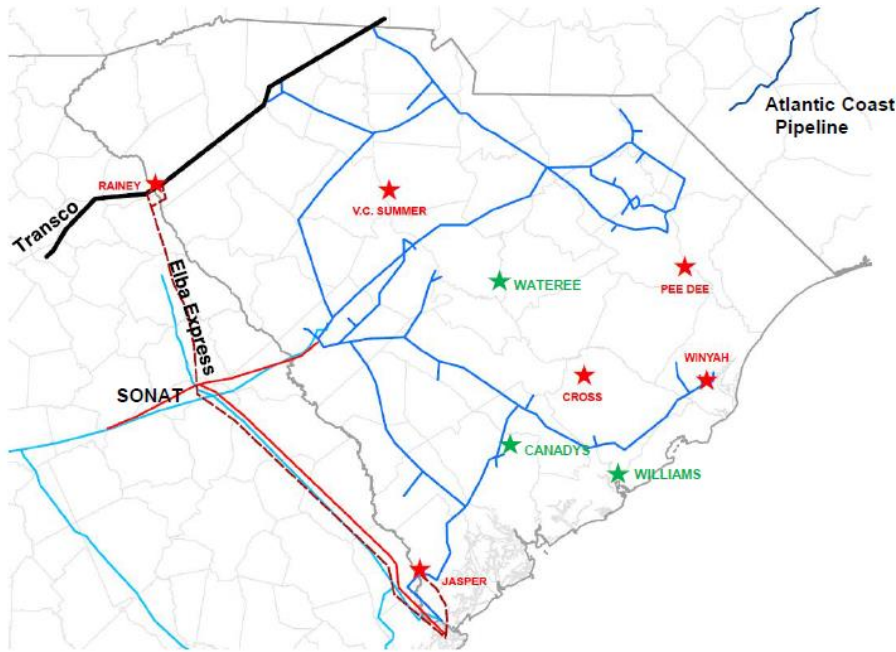 Atlantic Coast
Pipeline
RAINEY
V.C. SUMMER
Transco
Elba Express
WATEREE
PEE DEE
WINYAH
SONAT
CROSS
CANADYS
WILLIAMS
JASPER